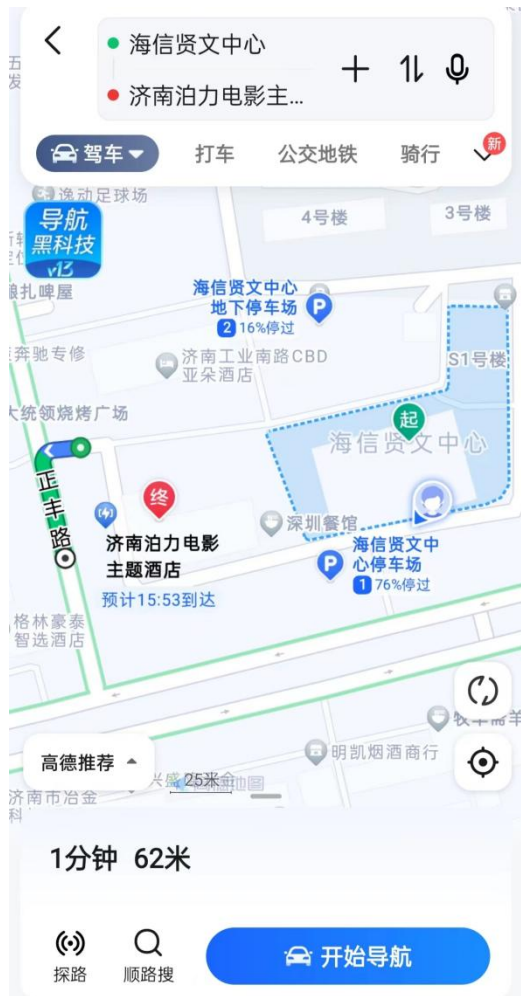 海信贤文中心
济南泊力电影主...
驾车
打车
公交地铁
骑行
新
逸动足球场
导航
黑科技
v13
4号楼
3号楼
扎啤屋
海信贤文中心
地下停车场
P
2 16%停过
奔驰专修
济南工业南路CBD
亚朵酒店
S1号楼
大统领烧烤广场
起
海信贤文中心
正丰路
终
济南泊力电影
主题酒店
预计15:53到达
深圳餐馆
海信贤文中
心停车场
P
1 76%停过
格林豪泰
智选酒店
高德推荐
明凯烟酒商行
25米
济南市冶金
1分钟 62米
探路
顺路搜
开始导航